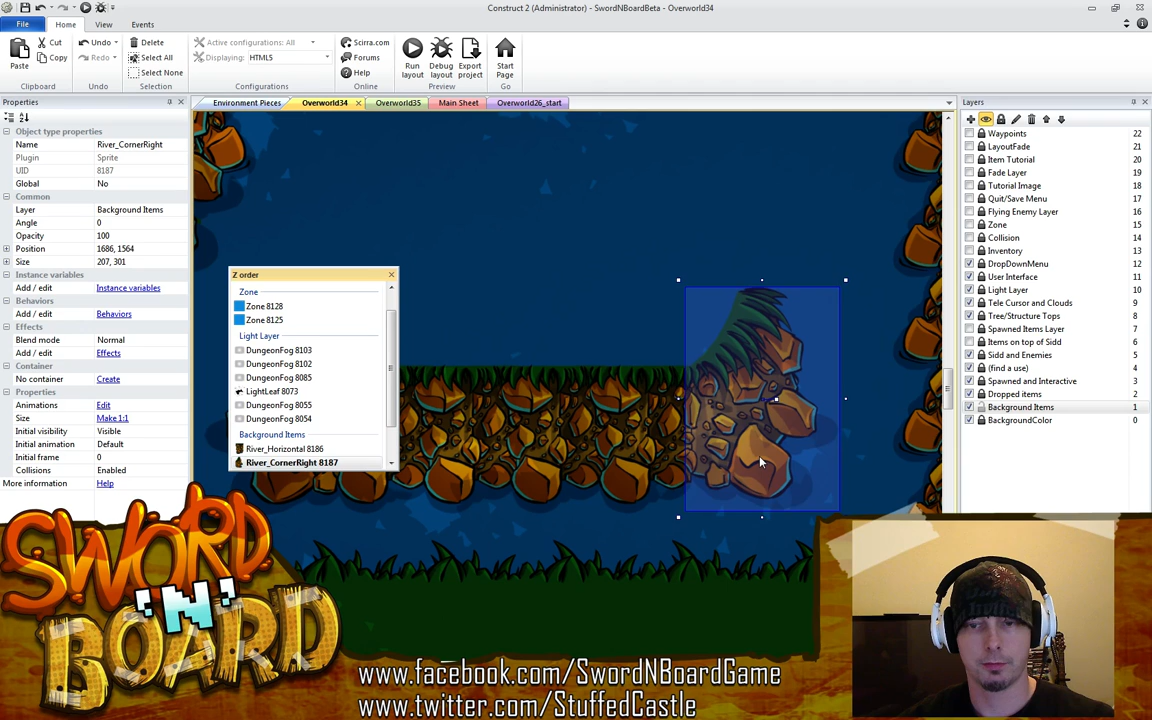 Construct 2 (Administrator) - SwordNBoardBeta - Overworld34
File Home View Events
Paste Cut Copy
Clipboard
Undo Redo
Undo
Delete Select All Select None
Selection
Active configurations: All
Displaying: HTML5
Configurations
Scirra.com Forums Help
Online
Run layout Debug layout Export project
Preview
Start Page
Go
Properties
Environment Pieces Overworld34 Overworld35 Main Sheet Overworld26_start
Layers
Object type properties
Name River_CornerRight
Plugin Sprite
UID 8187
Global No
Common
Layer Background Items
Angle 0
Opacity 100
Position 1686, 1564
Size 207, 301
Instance variables
Add / edit Instance variables
Behaviors
Add / edit Behaviors
Effects
Blend mode Normal
Add / edit Effects
Container
No container Create
Properties
Animations Edit
Size Make 1:1
Initial visibility Visible
Initial animation Default
Initial frame 0
Collisions Enabled
More information Help
Z order
Zone
Zone 8128
Zone 8125
Light Layer
DungeonFog 8103
DungeonFog 8102
DungeonFog 8085
LightLeaf 8073
DungeonFog 8055
DungeonFog 8054
Background Items
River_Horizontal 8186
River_CornerRight 8187
Waypoints 22
LayoutFade 21
Item Tutorial 20
Fade Layer 19
Tutorial Image 18
Quit/Save Menu 17
Flying Enemy Layer 16
Zone 15
Collision 14
Inventory 13
DropDownMenu 12
User Interface 11
Light Layer 10
Tele Cursor and Clouds 9
Tree/Structure Tops 8
Spawned Items Layer 7
Items on top of Sidd 6
Sidd and Enemies 5
(find a use) 4
Spawned and Interactive 3
Dropped items 2
Background Items 1
BackgroundColor 0
SWORD
'N'
BOARD
www.facebook.com/SwordNBoardGame
www.twitter.com/StuffedCastle